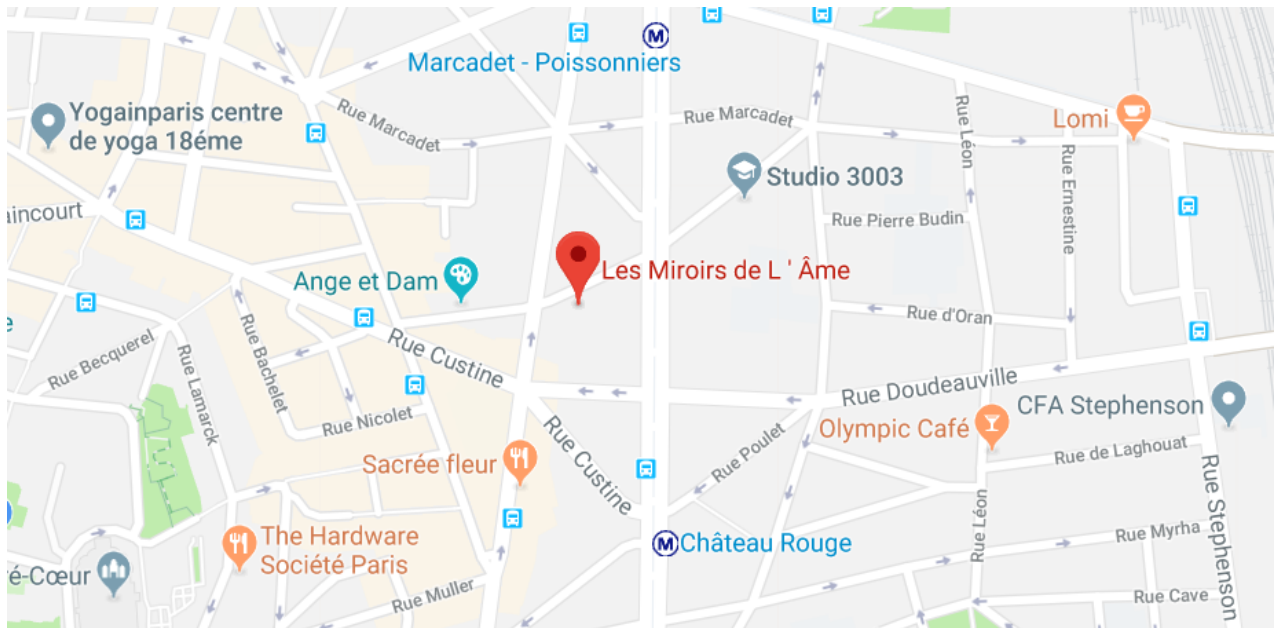 Marcadet - Poissonniers
Yogainparis centre
de yoga 18éme
Rue Marcadet
Rue Marcadet
Rue Léon
Lomi
Rue Ernestine
Studio 3003
aincourt
Rue Pierre Budin
Les Miroirs de L ' Âme
Ange et Dam
Rue d'Oran
Rue Custine
Rue Becquerel
Rue Bachelet
Rue Lamarck
Rue Doudeauville
CFA Stephenson
Rue Nicolet
Olympic Café
Rue Custine
Rue Poulet
Rue de Laghouat
Sacrée fleur
Rue Stephenson
Rue Léon
The Hardware
Société Paris
M Château Rouge
Rue Myrha
é-Cœur
Rue Muller
Rue Cave
M
e